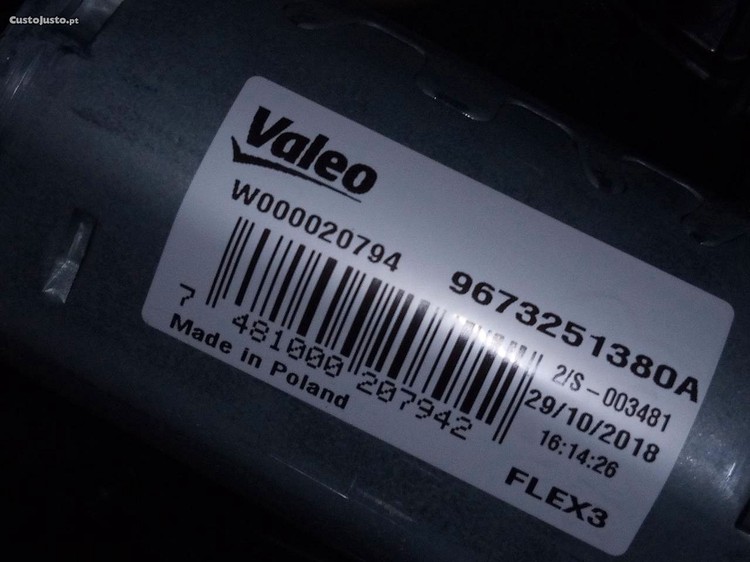 CustoJusto.pt
Valeo
W000020794
9673251380A
7 481000 207942
2/S-003481
29/10/2018
16:14:26
Made in Poland
FLEX3